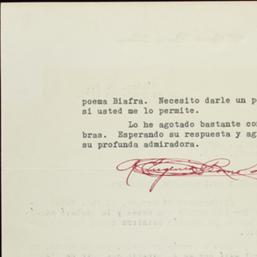 poema Biafra. Necesito darle un p
si usted me lo permite.
Lo he agotado bastante con
bras. Esperando su respuesta y ag
su profunda admiradora.